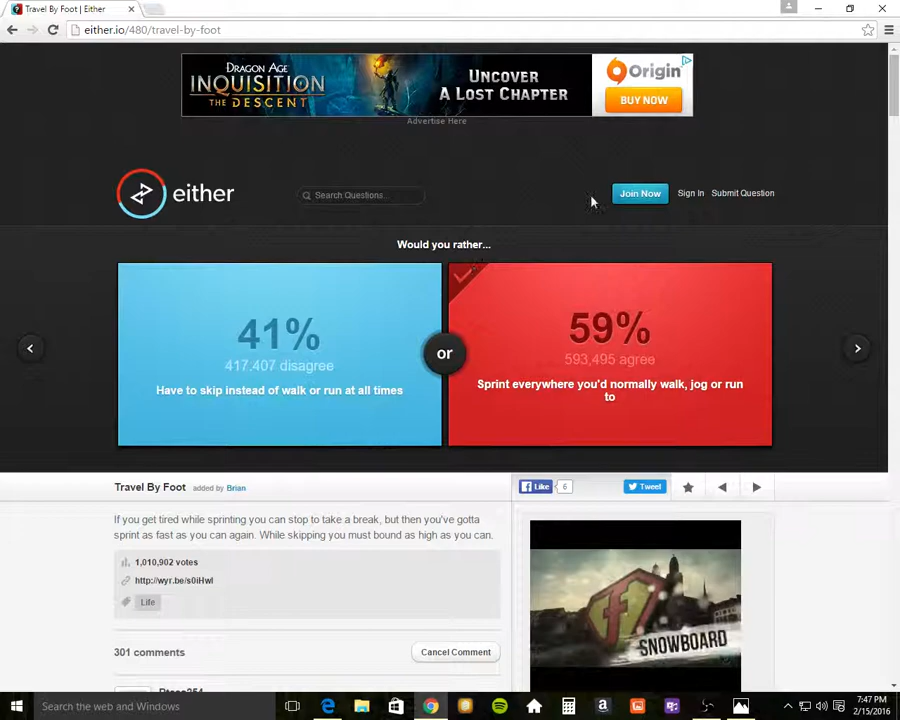 Travel By Foot | Either
either.io/480/travel-by-foot
DRAGON AGE
INQUISITION
THE DESCENT
UNCOVER
A LOST CHAPTER
Origin
BUY NOW
Advertise Here
either
Search Questions...
Join Now
Sign In
Submit Question
Would you rather...
41%
417,407 disagree
Have to skip instead of walk or run at all times
or
59%
593,495 agree
Sprint everywhere you'd normally walk, jog or run
to
Travel By Foot added by Brian
Like 6
Tweet
If you get tired while sprinting you can stop to take a break, but then you've gotta
sprint as fast as you can again. While skipping you must bound as high as you can.
1,010,902 votes
http://wyr.be/s0iHwI
Life
301 comments
Cancel Comment
SNOWBOARD
Search the web and Windows
7:47 PM
2/15/2016